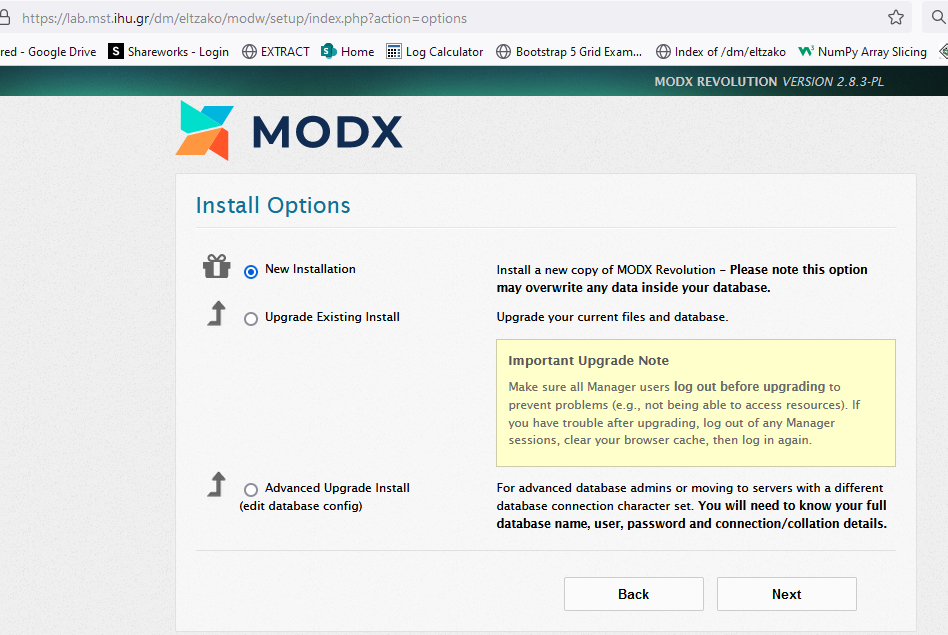 https://lab.mst.ihu.gr/dm/eltzako/modw/setup/index.php?action=options
red - Google Drive S Shareworks - Login EXTRACT S Home Log Calculator Bootstrap 5 Grid Exam... Index of /dm/eltzako NumPy Array Slicing
MODX REVOLUTION VERSION 2.8.3-PL
MODX
Install Options
New Installation
Install a new copy of MODX Revolution – Please note this option
may overwrite any data inside your database.
Upgrade Existing Install
Upgrade your current files and database.
Important Upgrade Note
Make sure all Manager users log out before upgrading to
prevent problems (e.g., not being able to access resources). If
you have trouble after upgrading, log out of any Manager
sessions, clear your browser cache, then log in again.
Advanced Upgrade Install
(edit database config)
For advanced database admins or moving to servers with a different
database connection character set. You will need to know your full
database name, user, password and connection/collation details.
Back Next